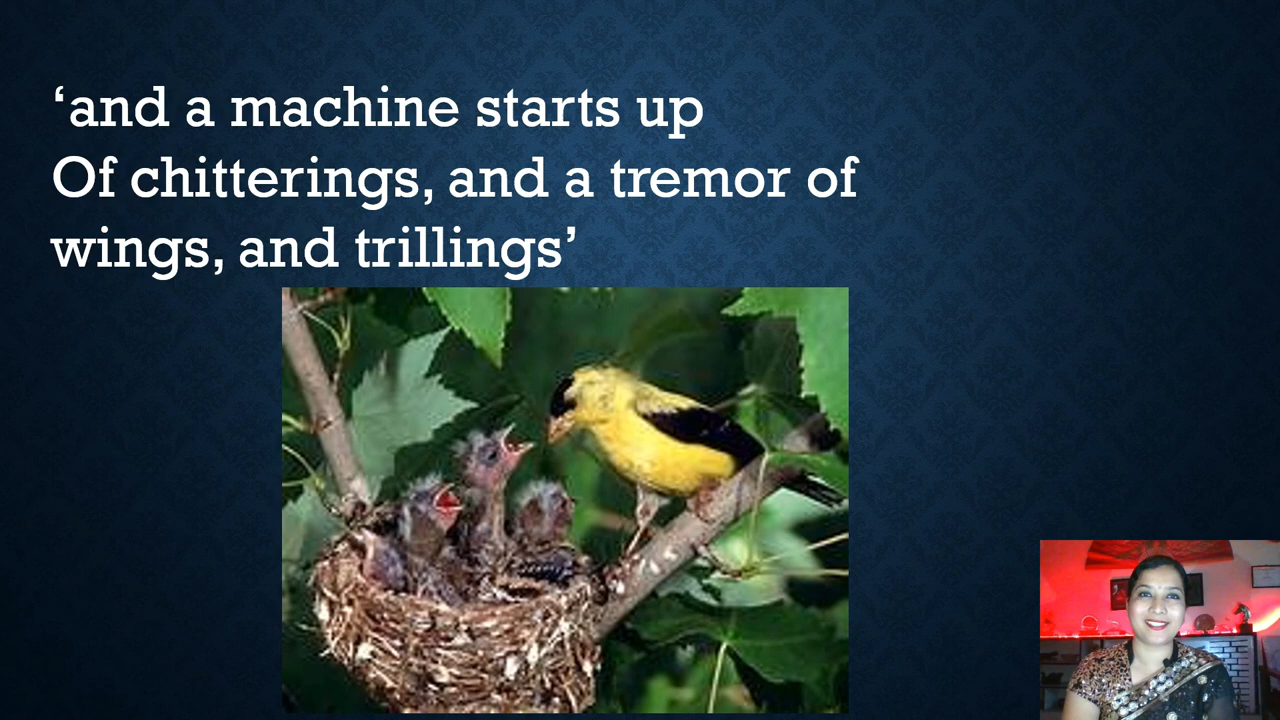 ‘and a machine starts up
Of chitterings, and a tremor of
wings, and trillings’